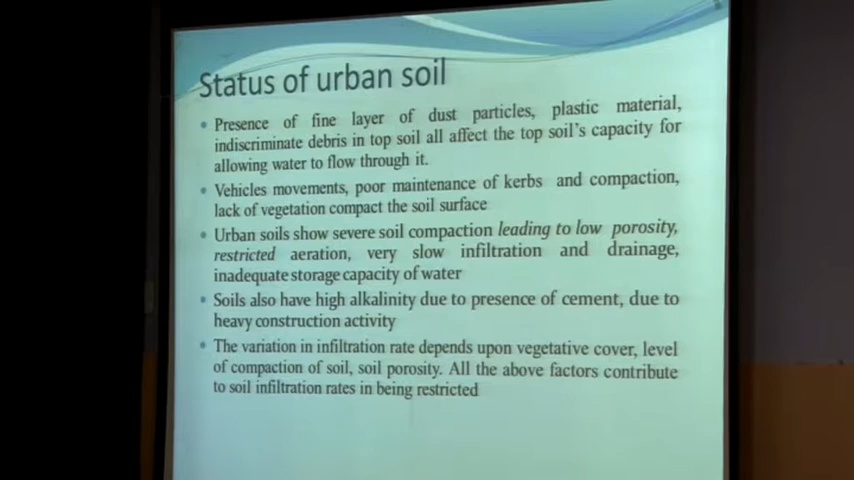 Status of urban soil
• Presence of fine layer of dust particles, plastic material,
indiscriminate debris in top soil all affect the top soil's capacity for
allowing water to flow through it.
• Vehicles movements, poor maintenance of kerbs and compaction,
lack of vegetation compact the soil surface
• Urban soils show severe soil compaction leading to low porosity,
restricted aeration, very slow infiltration and drainage,
inadequate storage capacity of water
• Soils also have high alkalinity due to presence of cement, due to
heavy construction activity
• The variation in infiltration rate depends upon vegetative cover, level
of compaction of soil, soil porosity. All the above factors contribute
to soil infiltration rates in being restricted